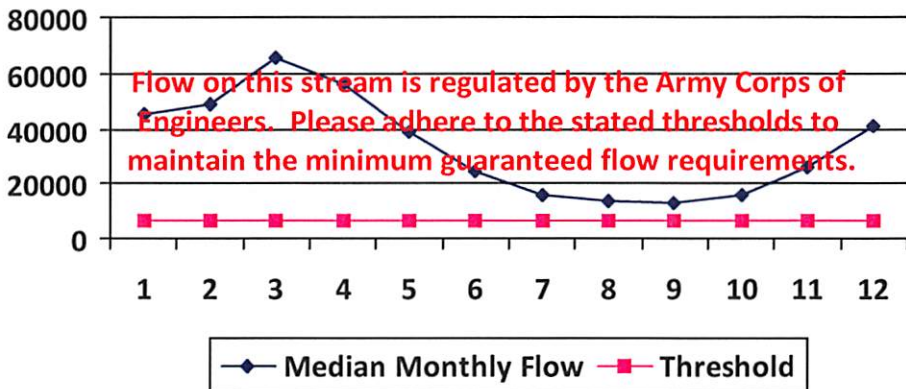 80000
60000
40000
20000
0
Flow on this stream is regulated by the Army Corps of
Engineers. Please adhere to the stated thresholds to
maintain the minimum guaranteed flow requirements.
1 2 3 4 5 6 7 8 9 10 11 12
Median Monthly Flow Threshold